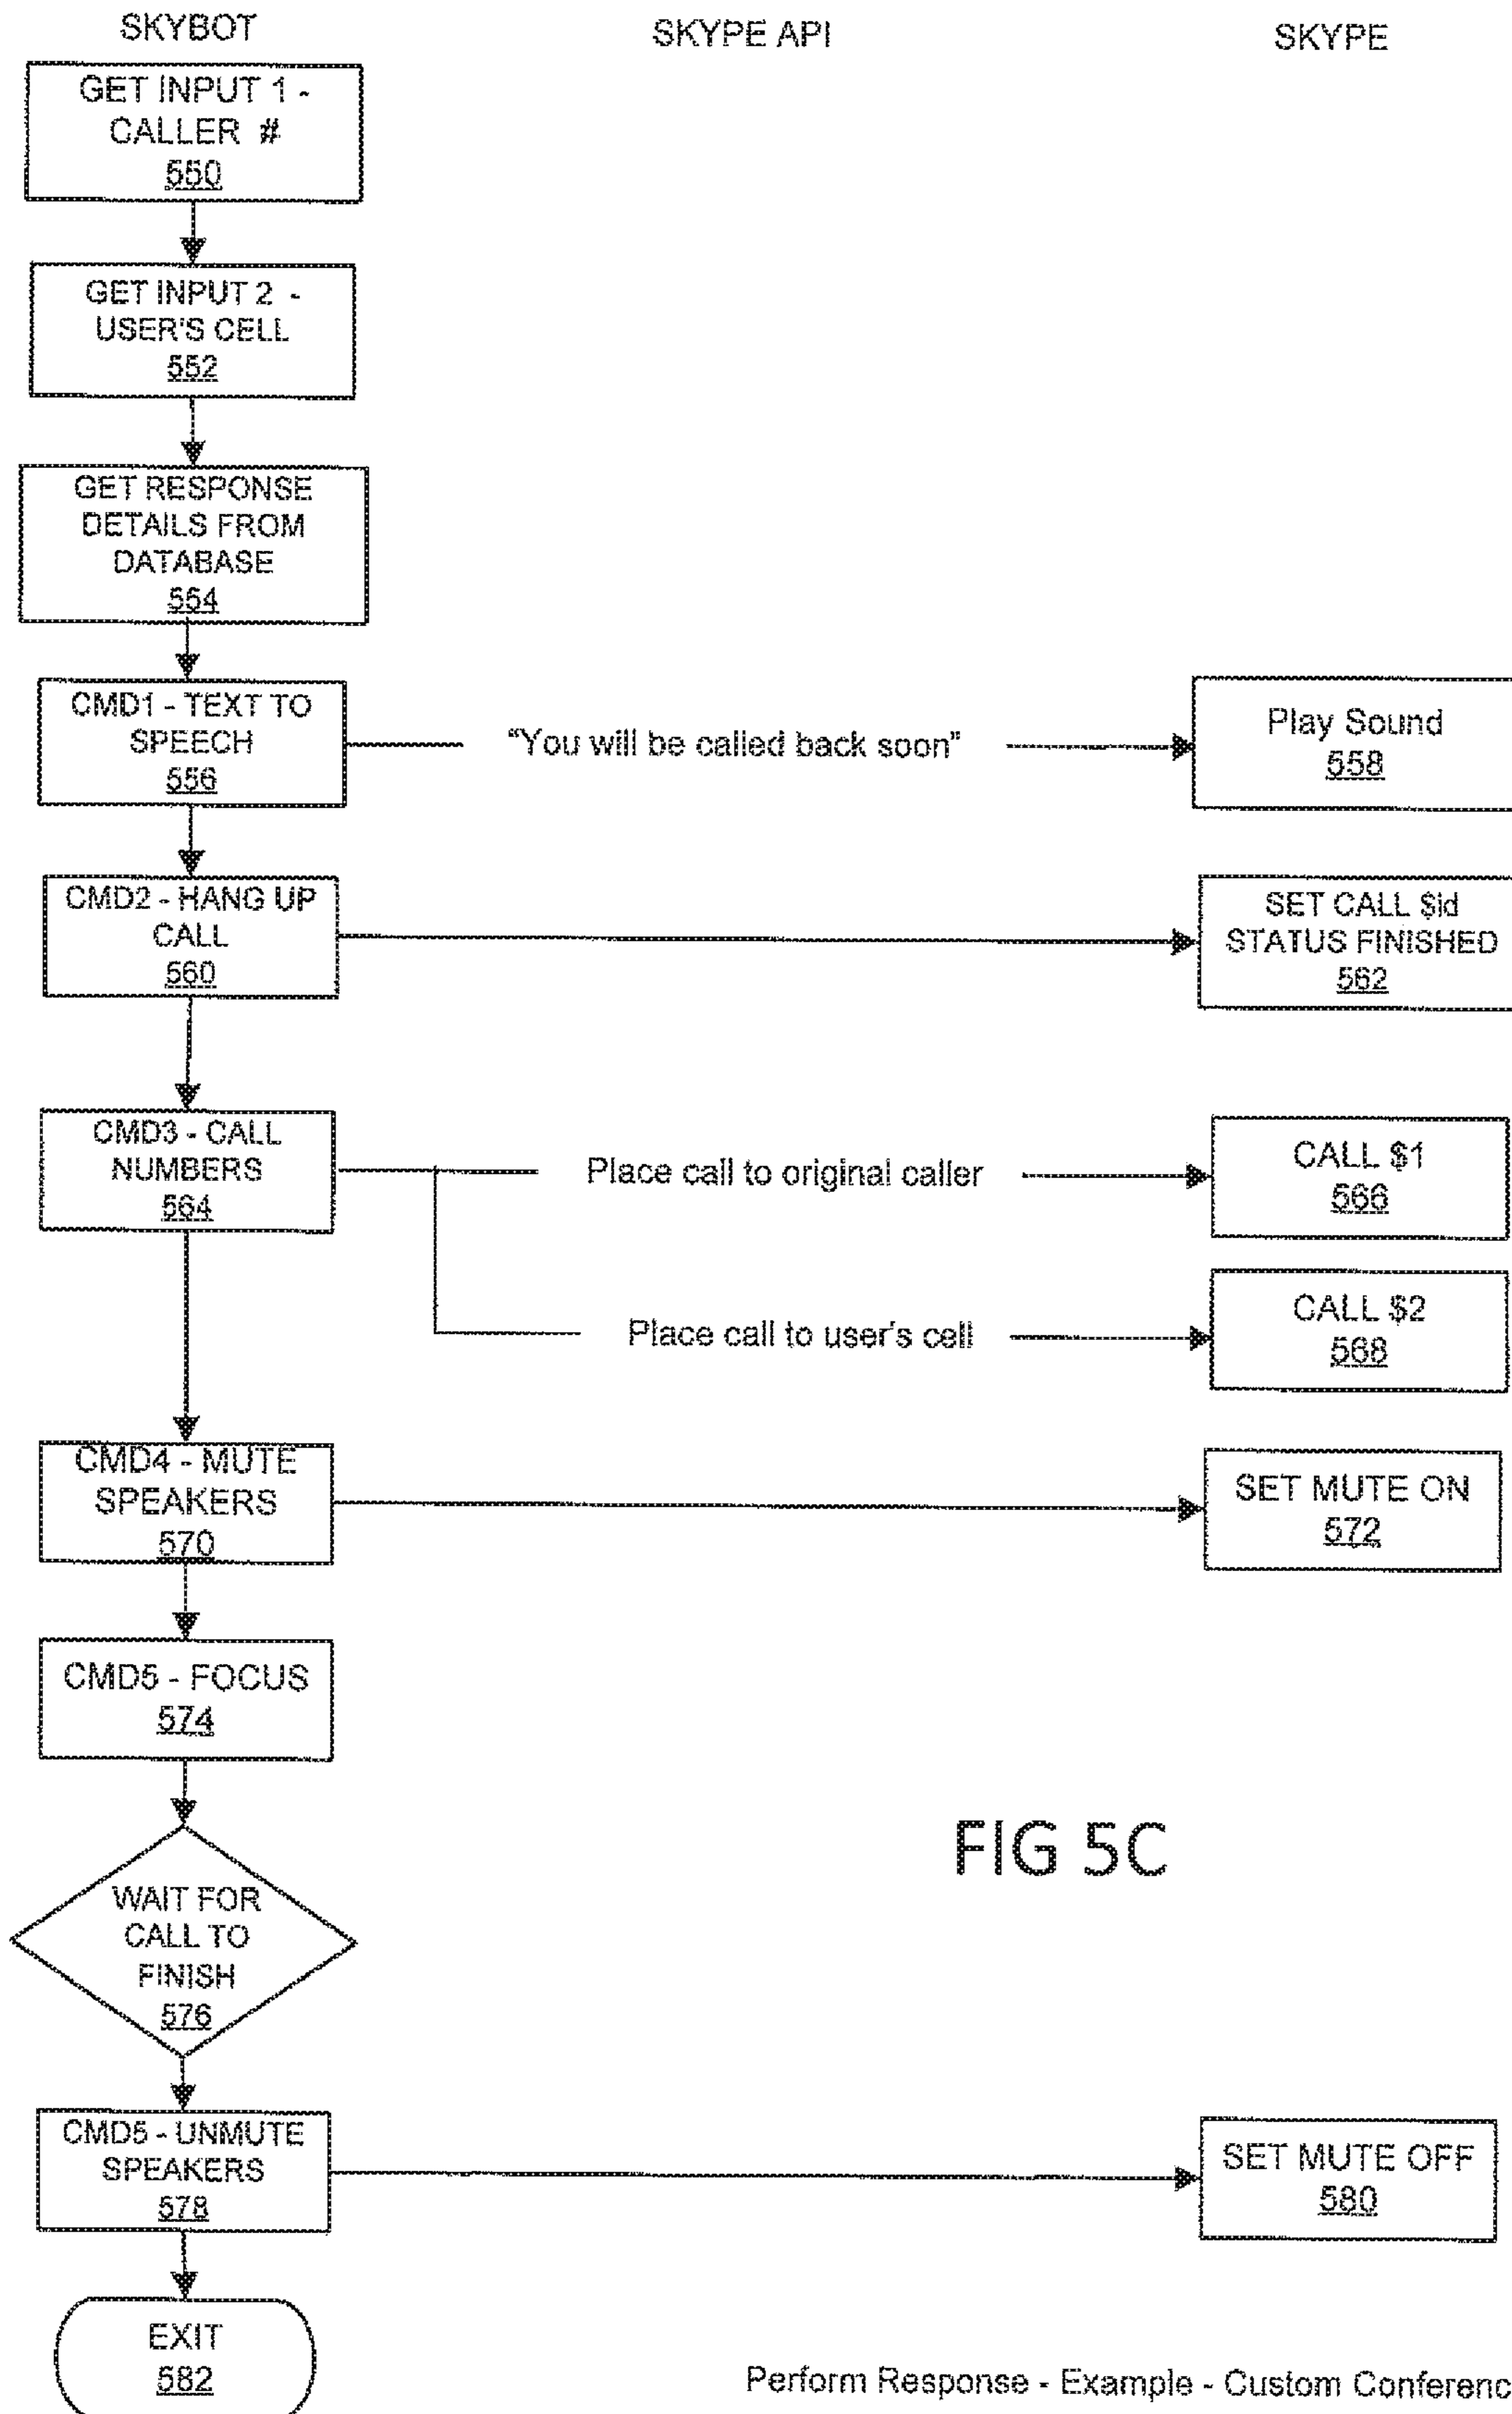 SKYBOT
SKYPE API
SKYPE
GET INPUT 1 -
CALLER #
550
GET INPUT 2 -
USER'S CELL
552
GET RESPONSE
DETAILS FROM
DATABASE
554
CMD1 - TEXT TO
SPEECH
556
"You will be called back soon"
Play Sound
558
CMD2 - HANG UP
CALL
560
SET CALL $id
STATUS FINISHED
562
CMD3 - CALL
NUMBERS
564
Place call to original caller
CALL $1
566
Place call to user's cell
CALL $2
568
CMD4 - MUTE
SPEAKERS
570
SET MUTE ON
572
CMD5 - FOCUS
574
WAIT FOR
CALL TO
FINISH
576
FIG 5C
CMD5 - UNMUTE
SPEAKERS
578
SET MUTE OFF
580
EXIT
582
Perform Response - Example - Custom Conferenc